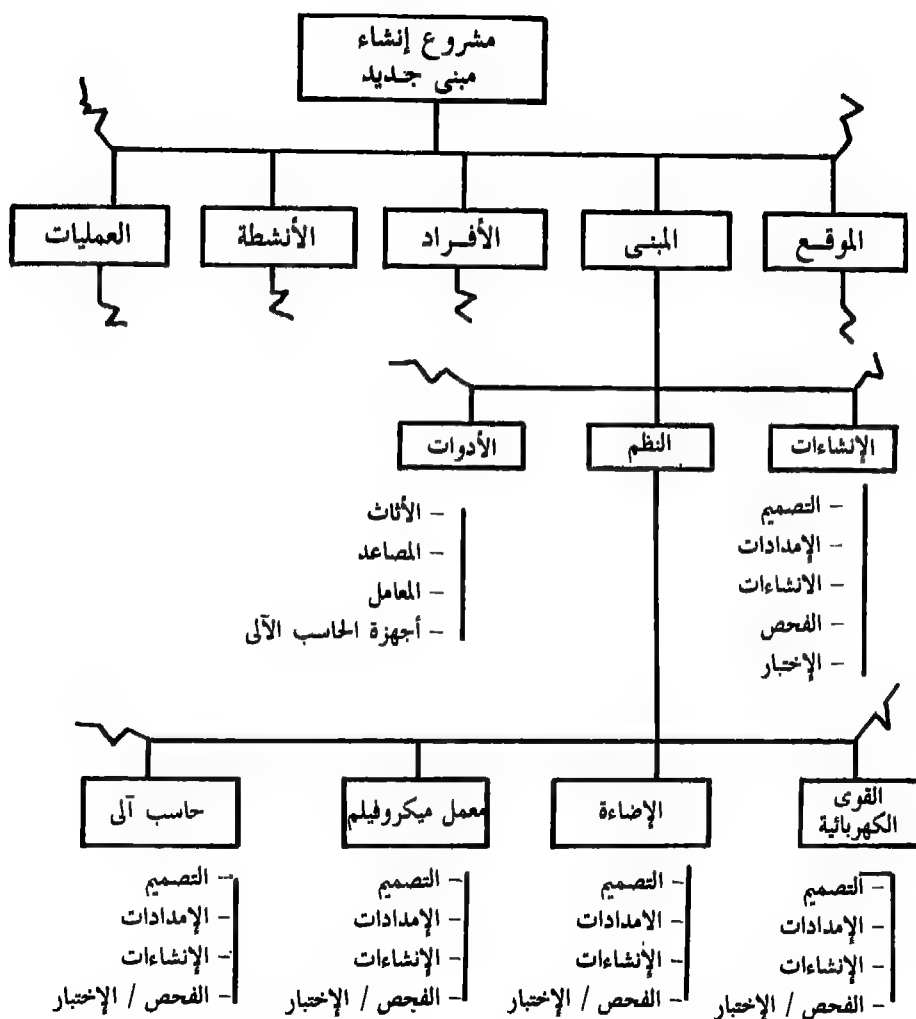 مشروع إنشاء
مبنى جديد
الموقع
المبنى
الأفراد
الأنشطة
العمليات
الإنشاءات
النظم
الأدوات
– التصميم
– الإمدادات
– الانشاءات
– الفحص
– الإختبار
– الأثاث
– المصاعد
– المعامل
– أجهزة الحاسب الآلى
القوى
الكهربائية
الإضاءة
معمل ميكروفيلم
حاسب آلى
– التصميم
– الإمدادات
– الإنشاءات
– الفحص / الإختبار
– التصميم
– الامدادات
– الإنشاءات
– الفحص / الإختبار
– التصميم
– الإمدادات
– الإنشاءات
– الفحص / الإختبار
– التصميم
– الإمدادات
– الإنشاءات
– الفحص / الإختبار